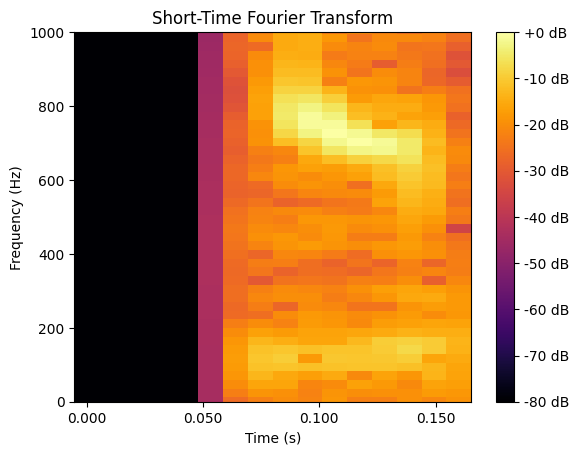 Short-Time Fourier Transform
1000
800
600
400
200
0
Frequency (Hz)
0.000
0.050
0.100
0.150
Time (s)
+0 dB
-10 dB
-20 dB
-30 dB
-40 dB
-50 dB
-60 dB
-70 dB
-80 dB